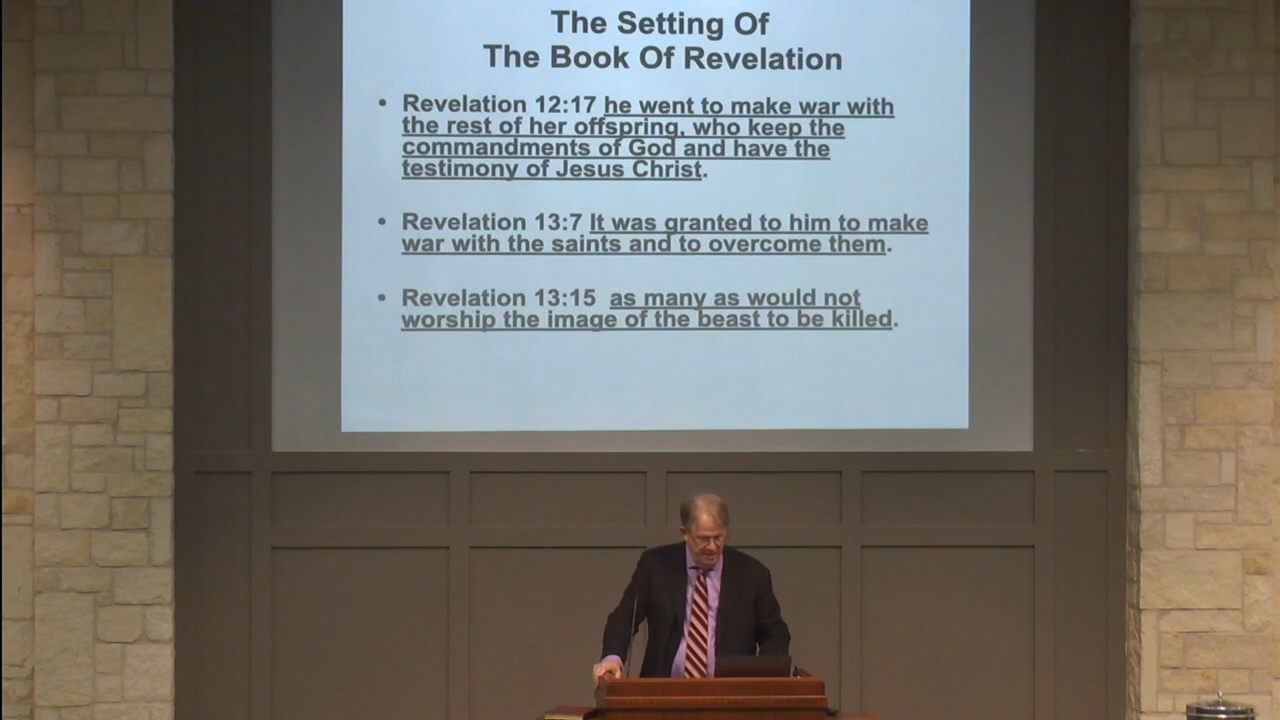 The Setting Of
The Book Of Revelation
• Revelation 12:17 he went to make war with
the rest of her offspring, who keep the
commandments of God and have the
testimony of Jesus Christ.
• Revelation 13:7 It was granted to him to make
war with the saints and to overcome them.
• Revelation 13:15 as many as would not
worship the image of the beast to be killed.